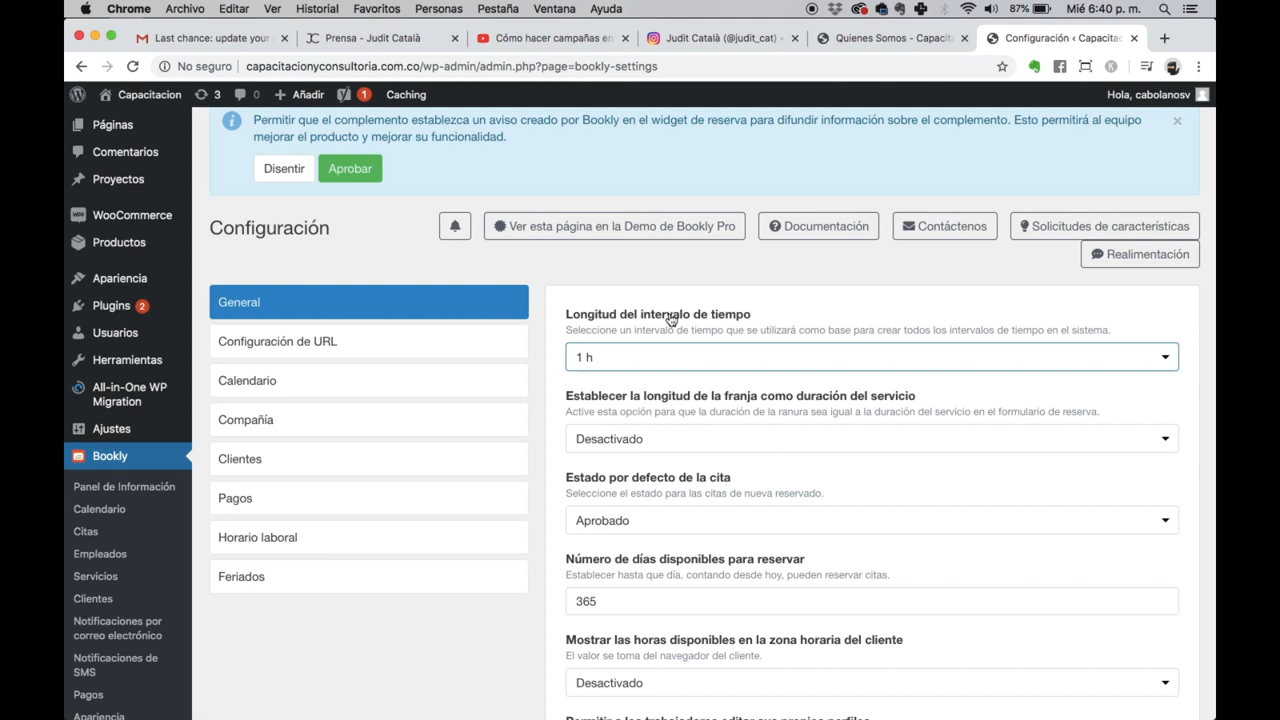 Chrome Archivo Editar Ver Historial Favoritos Personas Pestaña Ventana Ayuda 87% Mié 6:40 p. m.
Last chance: update your Prensa - Judit Català Cómo hacer campañas en Judit Català (@judit_cat) • Quienes Somos - Capacita Configuración ‹ Capacitac
No seguro capacitacionyconsultoria.com.co/wp-admin/admin.php?page=bookly-settings
Capacitacion 3 0 Añadir 1 Caching Hola, cabolanosv
Páginas
Comentarios
Proyectos
WooCommerce
Productos
Apariencia
Plugins 2
Usuarios
Herramientas
All-in-One WP
Migration
Ajustes
Bookly
Panel de Información
Calendario
Citas
Empleados
Servicios
Clientes
Notificaciones por
correo electrónico
Notificaciones de
SMS
Pagos
Apariencia
Permitir que el complemento establezca un aviso creado por Bookly en el widget de reserva para difundir información sobre el complemento. Esto permitirá al equipo
mejorar el producto y mejorar su funcionalidad.
Disentir Aprobar
Configuración
Ver esta página en la Demo de Bookly Pro Documentación Contáctenos Solicitudes de características
Realimentación
General
Configuración de URL
Calendario
Compañía
Clientes
Pagos
Horario laboral
Feriados
Longitud del intervalo de tiempo
Seleccione un intervalo de tiempo que se utilizará como base para crear todos los intervalos de tiempo en el sistema.
1 h
Establecer la longitud de la franja como duración del servicio
Active esta opción para que la duración de la ranura sea igual a la duración del servicio en el formulario de reserva.
Desactivado
Estado por defecto de la cita
Seleccione el estado para las citas de nueva reservado.
Aprobado
Número de días disponibles para reservar
Establecer hasta que día, contando desde hoy, pueden reservar citas.
365
Mostrar las horas disponibles en la zona horaria del cliente
El valor se toma del navegador del cliente.
Desactivado
Permitir a los trabajadores editar sus propios perfiles